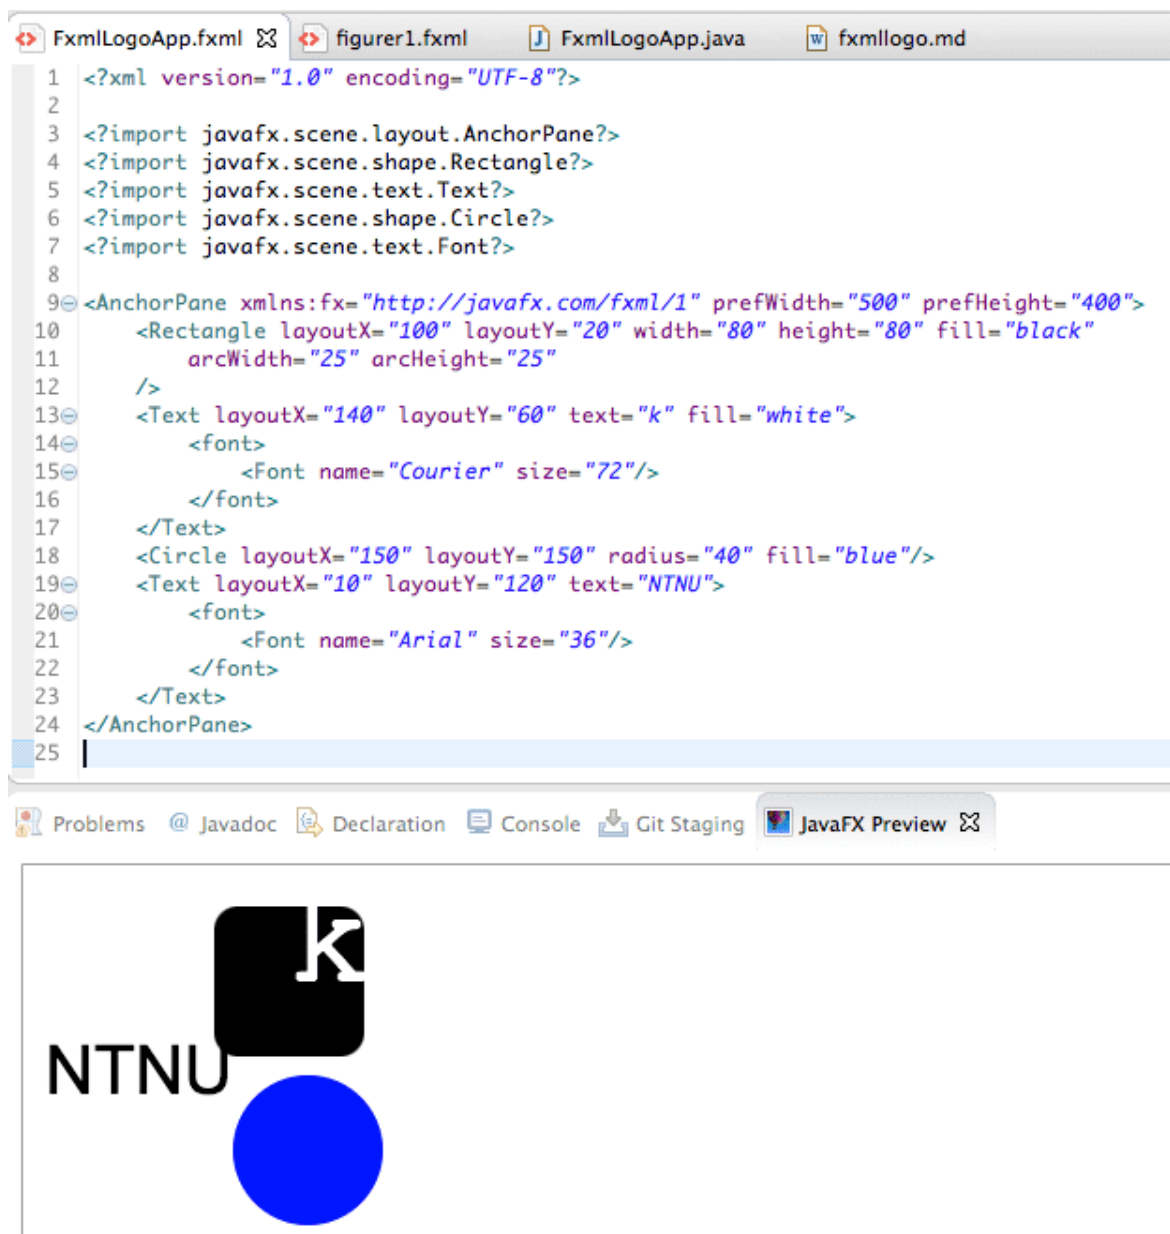 FxmlLogoApp.fxml figurer1.fxml FxmlLogoApp.java fxmllogo.md
1 <?xml version="1.0" encoding="UTF-8"?>
2
3 <?import javafx.scene.layout.AnchorPane?>
4 <?import javafx.scene.shape.Rectangle?>
5 <?import javafx.scene.text.Text?>
6 <?import javafx.scene.shape.Circle?>
7 <?import javafx.scene.text.Font?>
8
9 <AnchorPane xmlns:fx="http://javafx.com/fxml/1" prefWidth="500" prefHeight="400">
10 <Rectangle layoutX="100" layoutY="20" width="80" height="80" fill="black"
11 arcWidth="25" arcHeight="25"
12 />
13 <Text layoutX="140" layoutY="60" text="k" fill="white">
14 <font>
15 <Font name="Courier" size="72"/>
16 </font>
17 </Text>
18 <Circle layoutX="150" layoutY="150" radius="40" fill="blue"/>
19 <Text layoutX="10" layoutY="120" text="NTNU">
20 <font>
21 <Font name="Arial" size="36"/>
22 </font>
23 </Text>
24 </AnchorPane>
25
Problems @ Javadoc Declaration Console Git Staging JavaFX Preview
k
NTNU